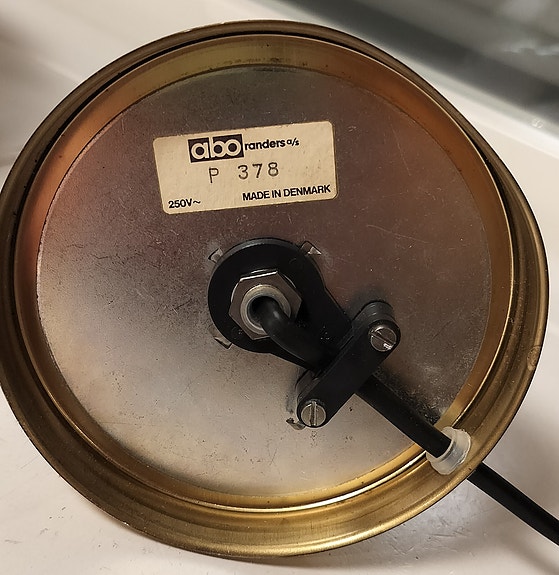 abo randers a/s
P 378
250V~ MADE IN DENMARK